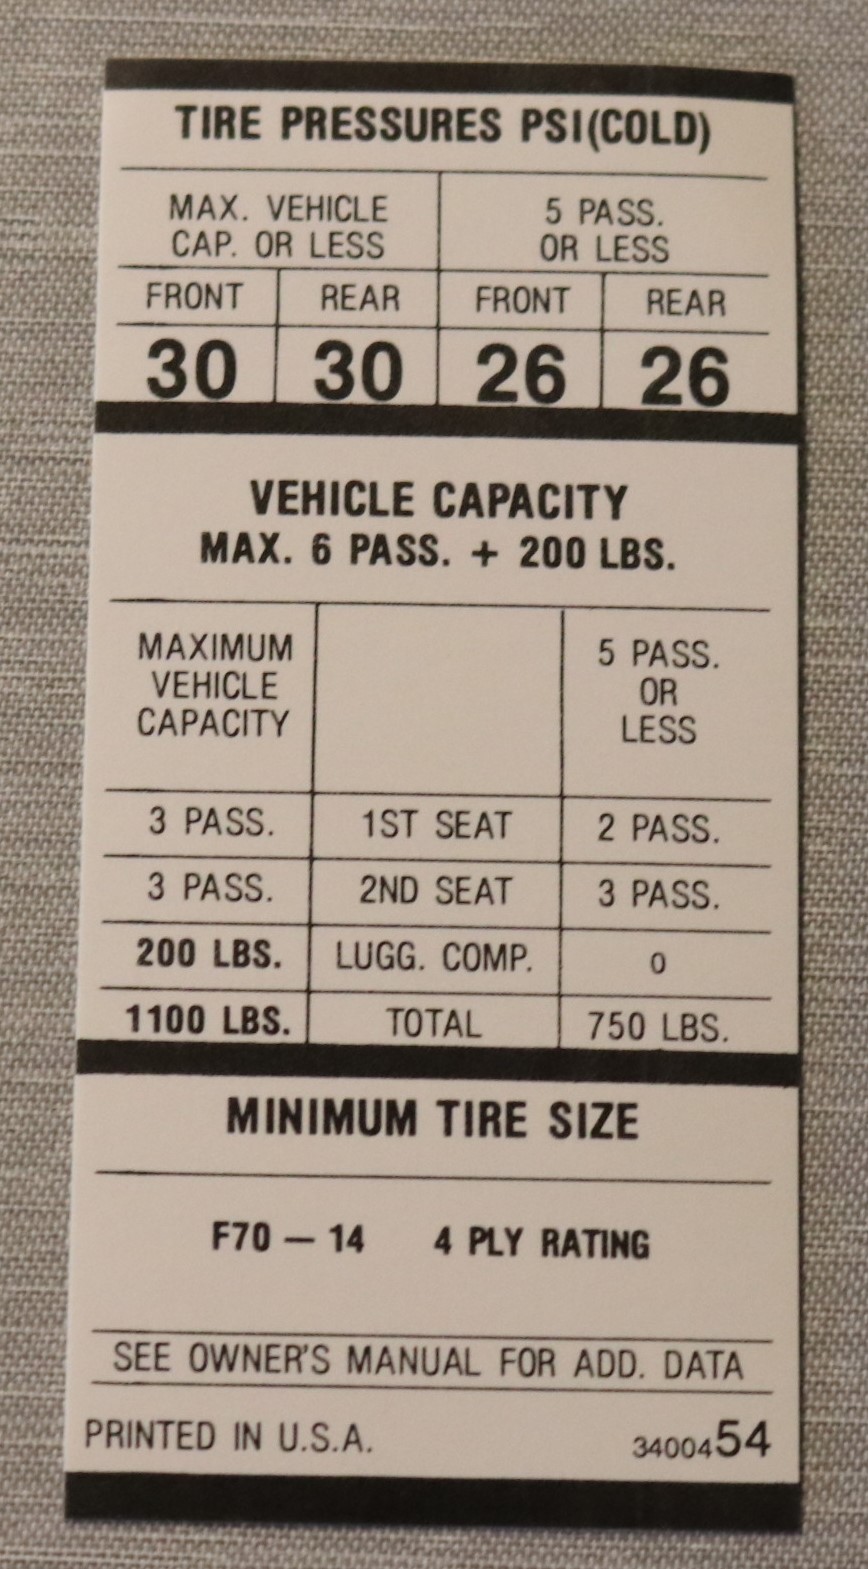 TIRE PRESSURES PSI(COLD)
MAX. VEHICLE CAP. OR LESS 5 PASS. OR LESS
FRONT REAR FRONT REAR
30 30 26 26
VEHICLE CAPACITY
MAX. 6 PASS. + 200 LBS.
MAXIMUM VEHICLE CAPACITY 5 PASS. OR LESS
3 PASS. 1ST SEAT 2 PASS.
3 PASS. 2ND SEAT 3 PASS.
200 LBS. LUGG. COMP. 0
1100 LBS. TOTAL 750 LBS.
MINIMUM TIRE SIZE
F70 — 14 4 PLY RATING
SEE OWNER'S MANUAL FOR ADD. DATA
PRINTED IN U.S.A. 3400454